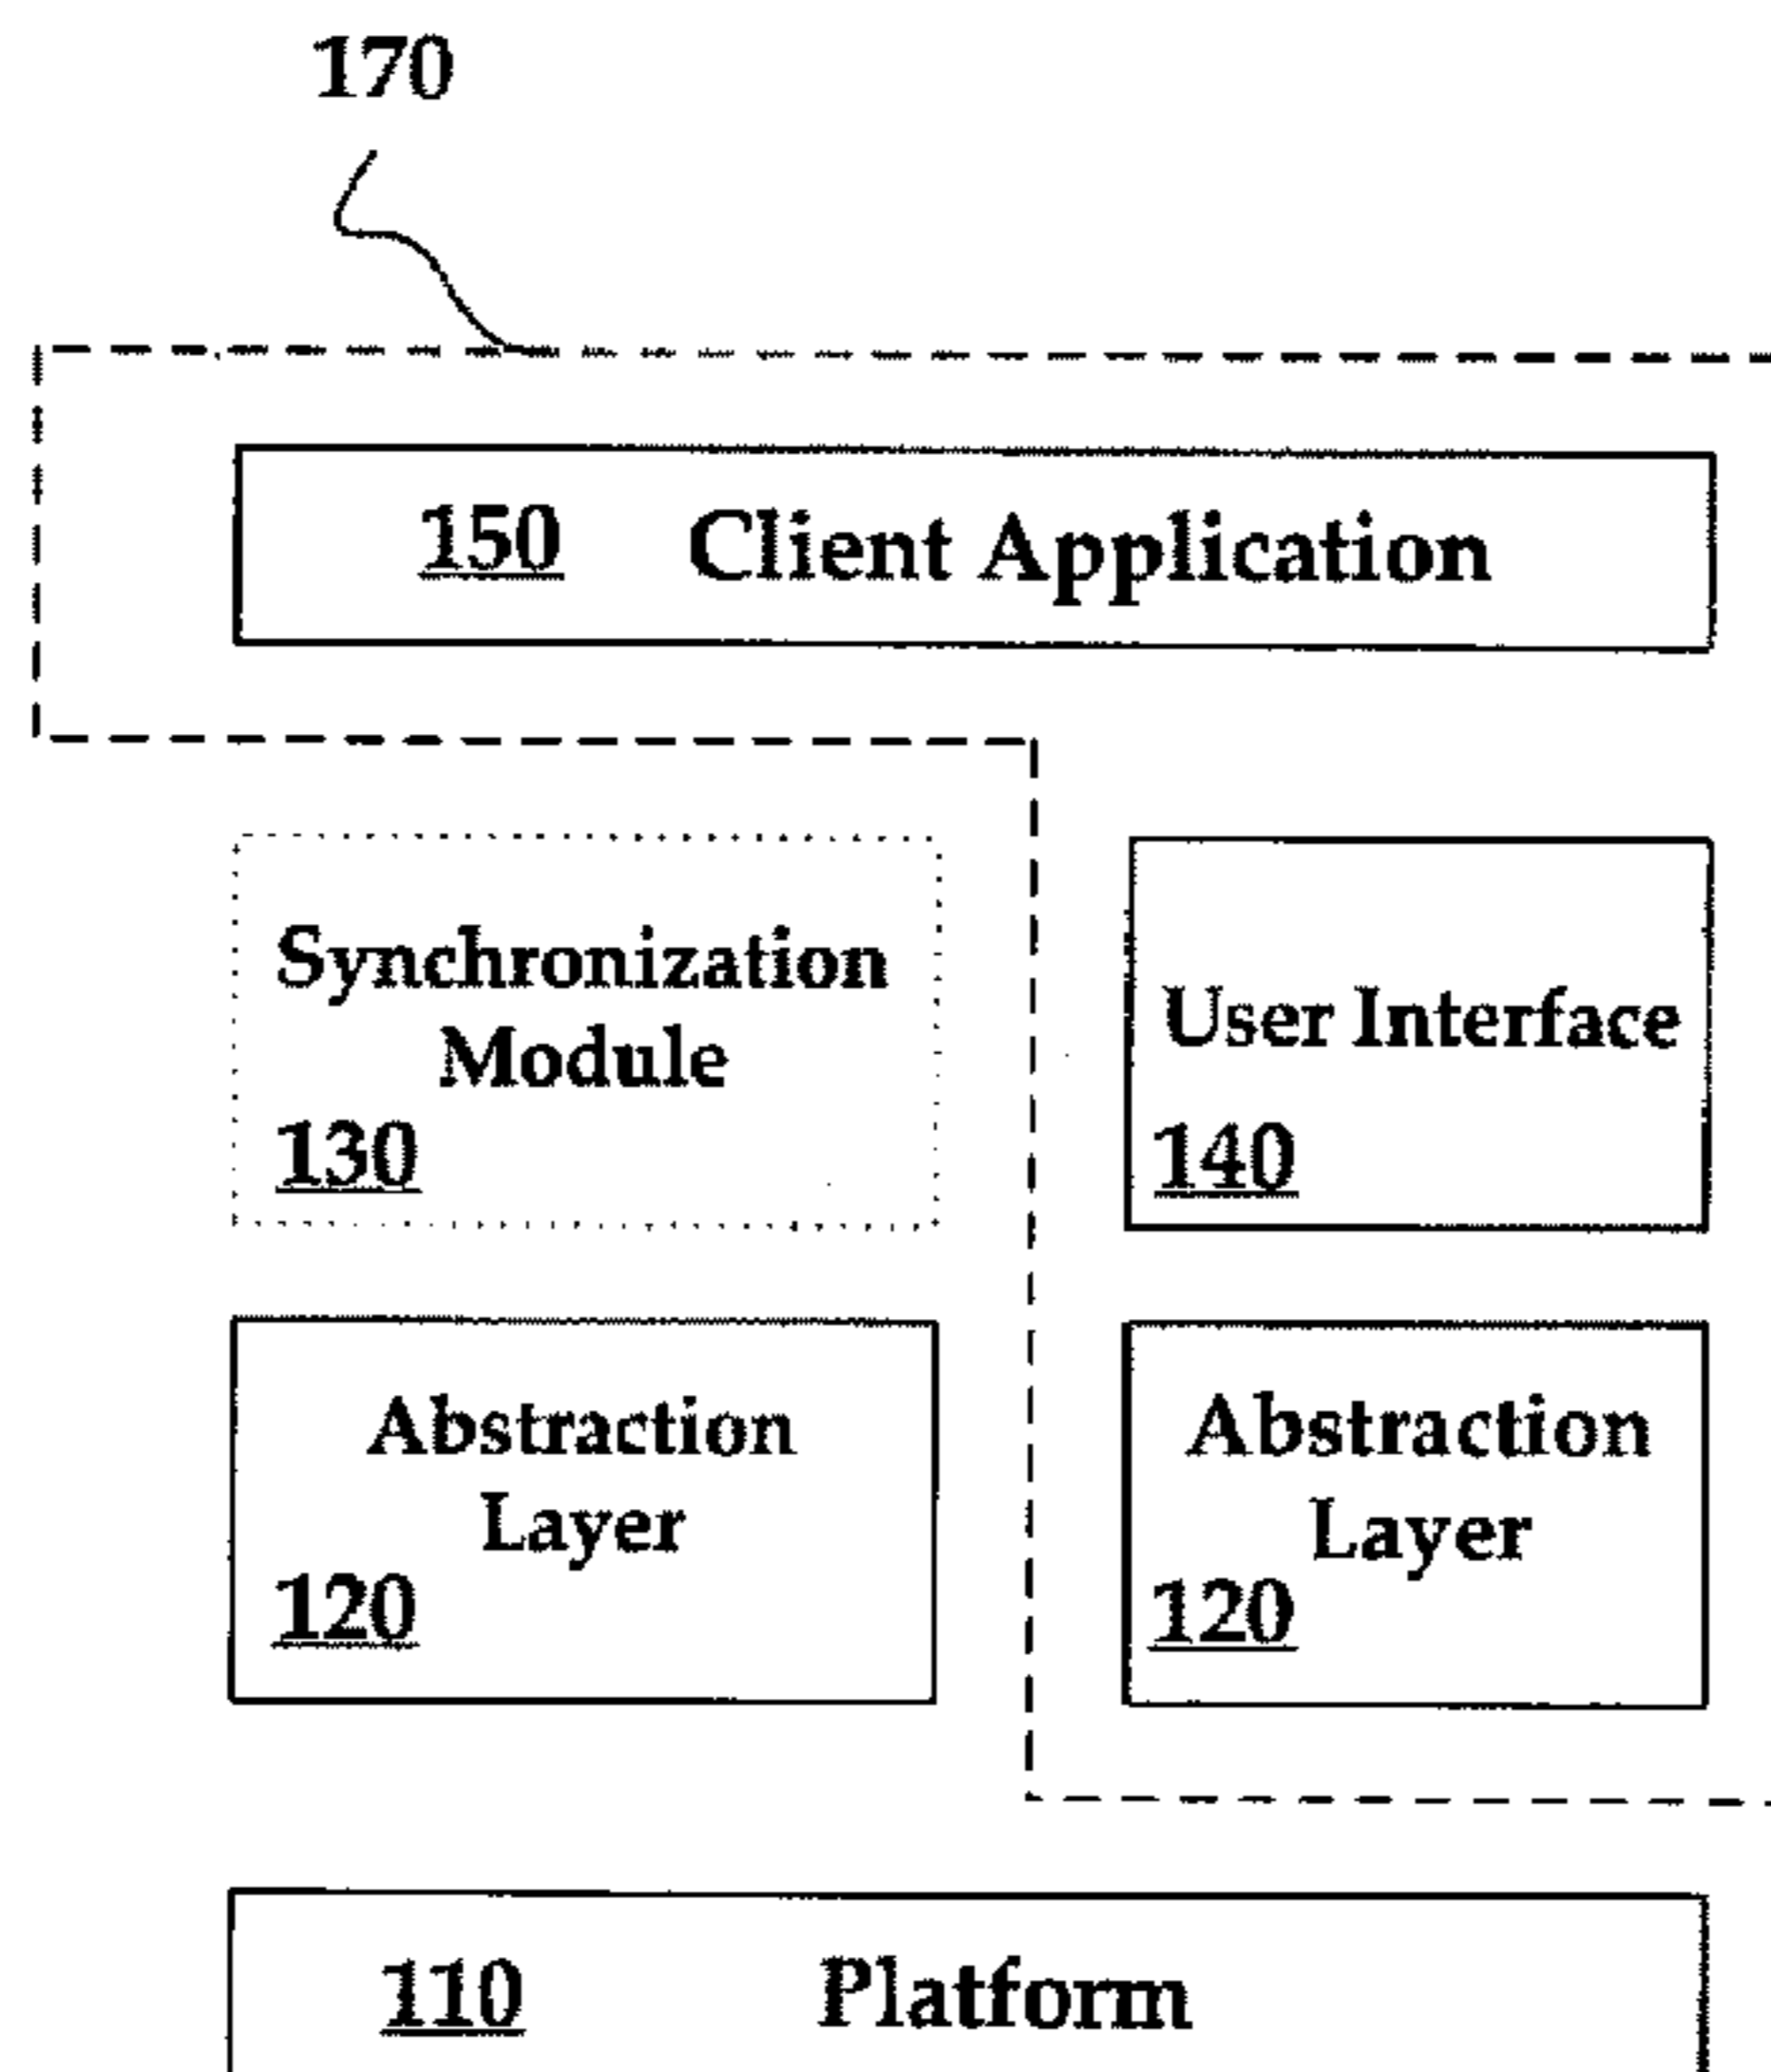 170
150 Client Application
Synchronization
Module
130
User Interface
140
Abstraction
Layer
120
Abstraction
Layer
120
110 Platform